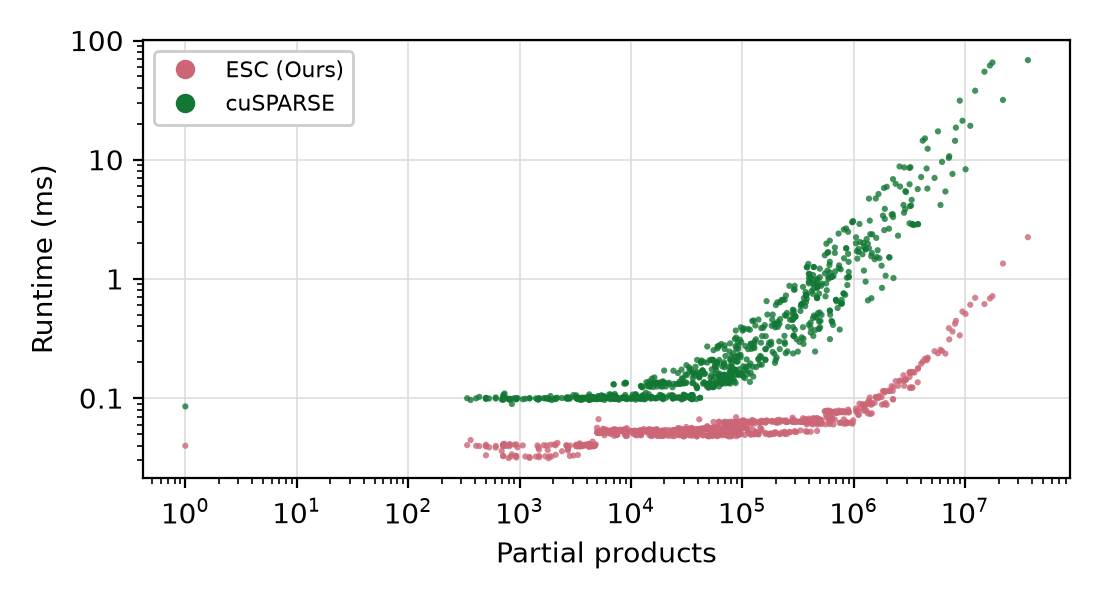 100
10
1
0.1
Runtime (ms)
ESC (Ours)
cuSPARSE
10⁰ 10¹ 10² 10³ 10⁴ 10⁵ 10⁶ 10⁷
Partial products